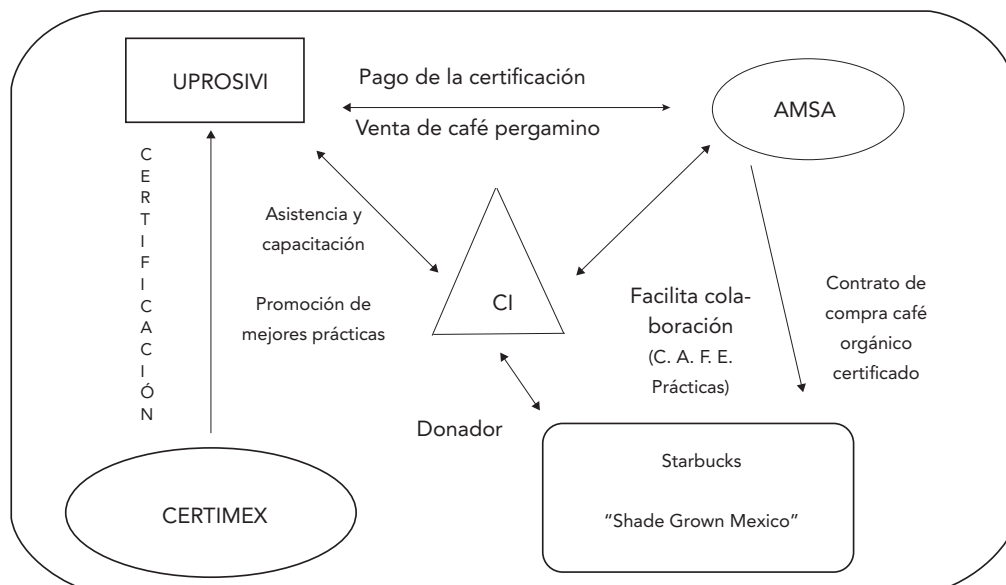 UPROSIVI
Pago de la certificación
Venta de café pergamino
AMSA
CERTIFICACIÓN
Asistencia y
capacitación
Promoción de
mejores prácticas
CI
Facilita cola-
boración
(C. A. F. E.
Prácticas)
Contrato de
compra café
orgánico
certificado
Donador
CERTIMEX
Starbucks
“Shade Grown Mexico”